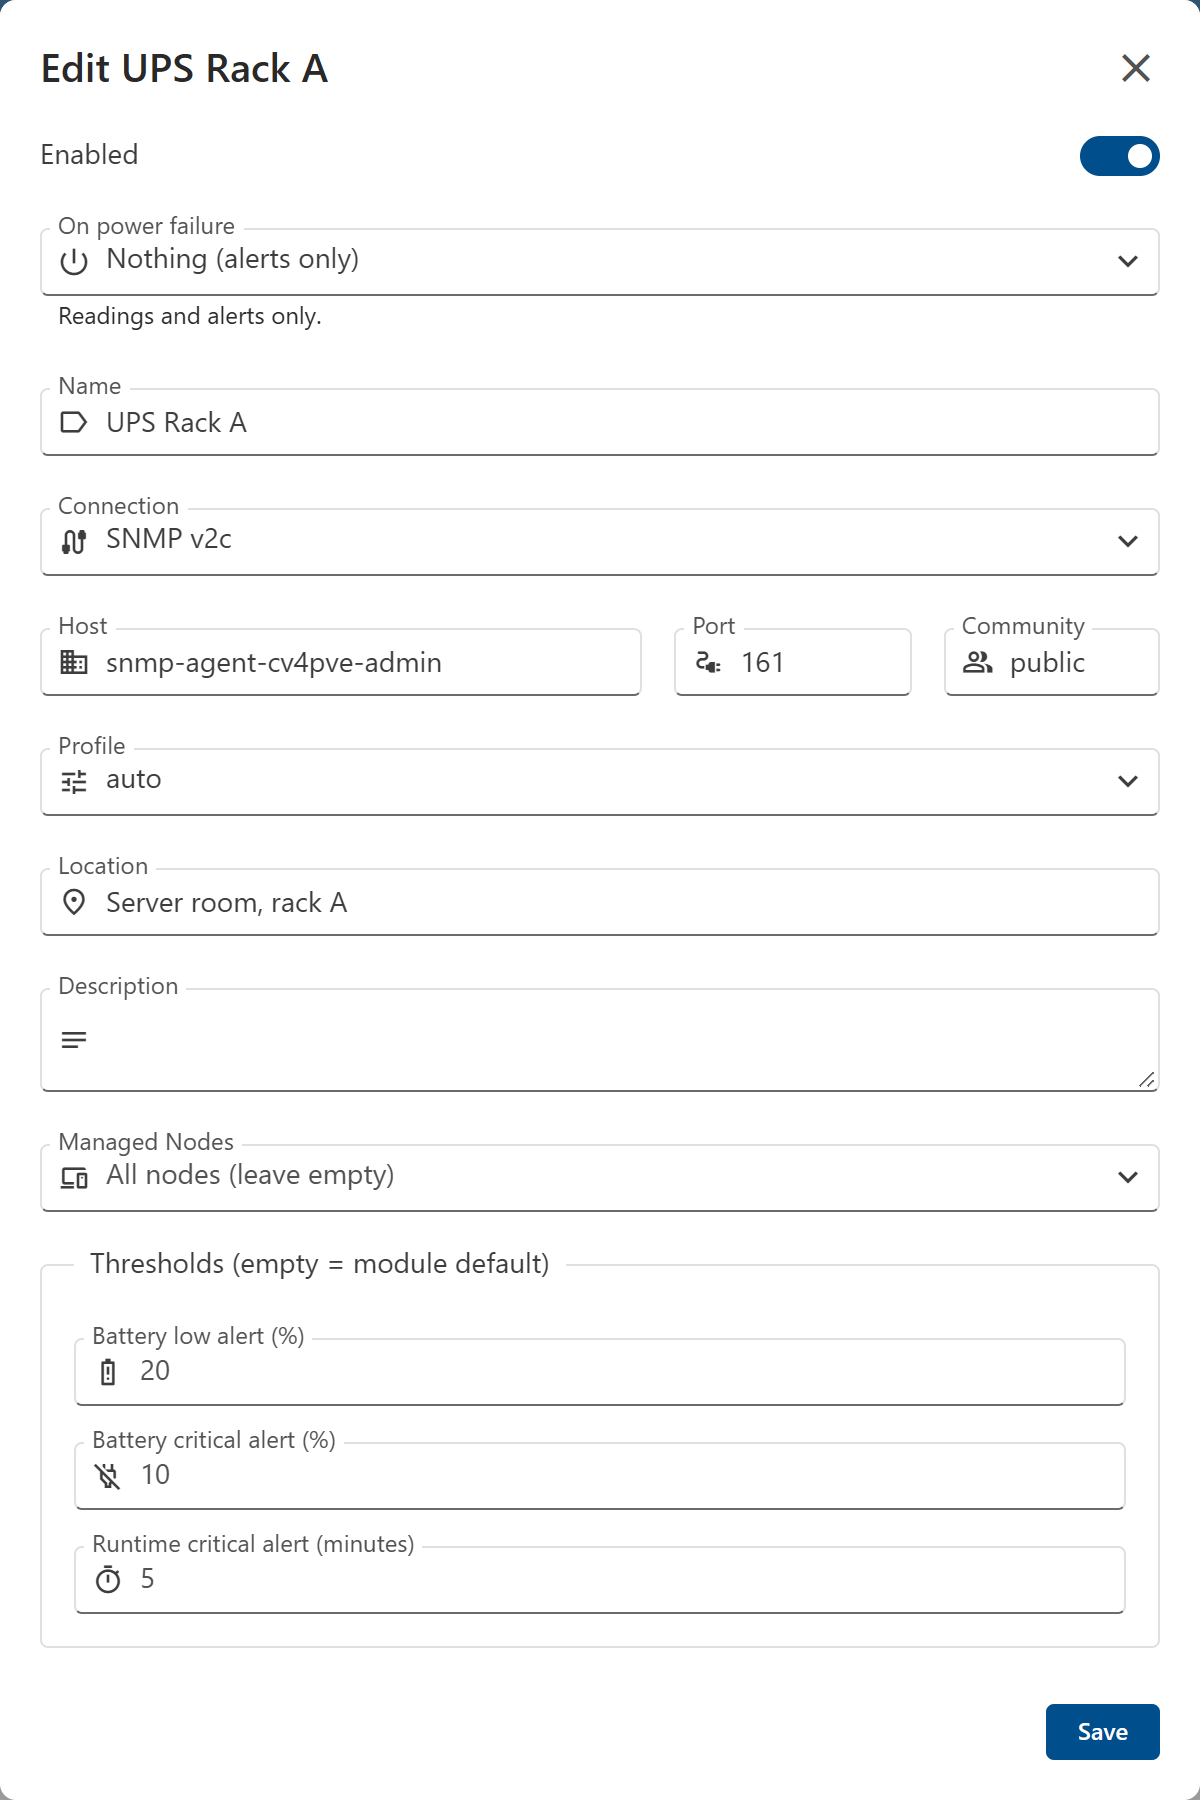 Edit UPS Rack A
Enabled
On power failure
Nothing (alerts only)
Readings and alerts only.
Name
UPS Rack A
Connection
SNMP v2c
Host
snmp-agent-cv4pve-admin
Port
161
Community
public
Profile
auto
Location
Server room, rack A
Description
Managed Nodes
All nodes (leave empty)
Thresholds (empty = module default)
Battery low alert (%)
20
Battery critical alert (%)
10
Runtime critical alert (minutes)
5
Save